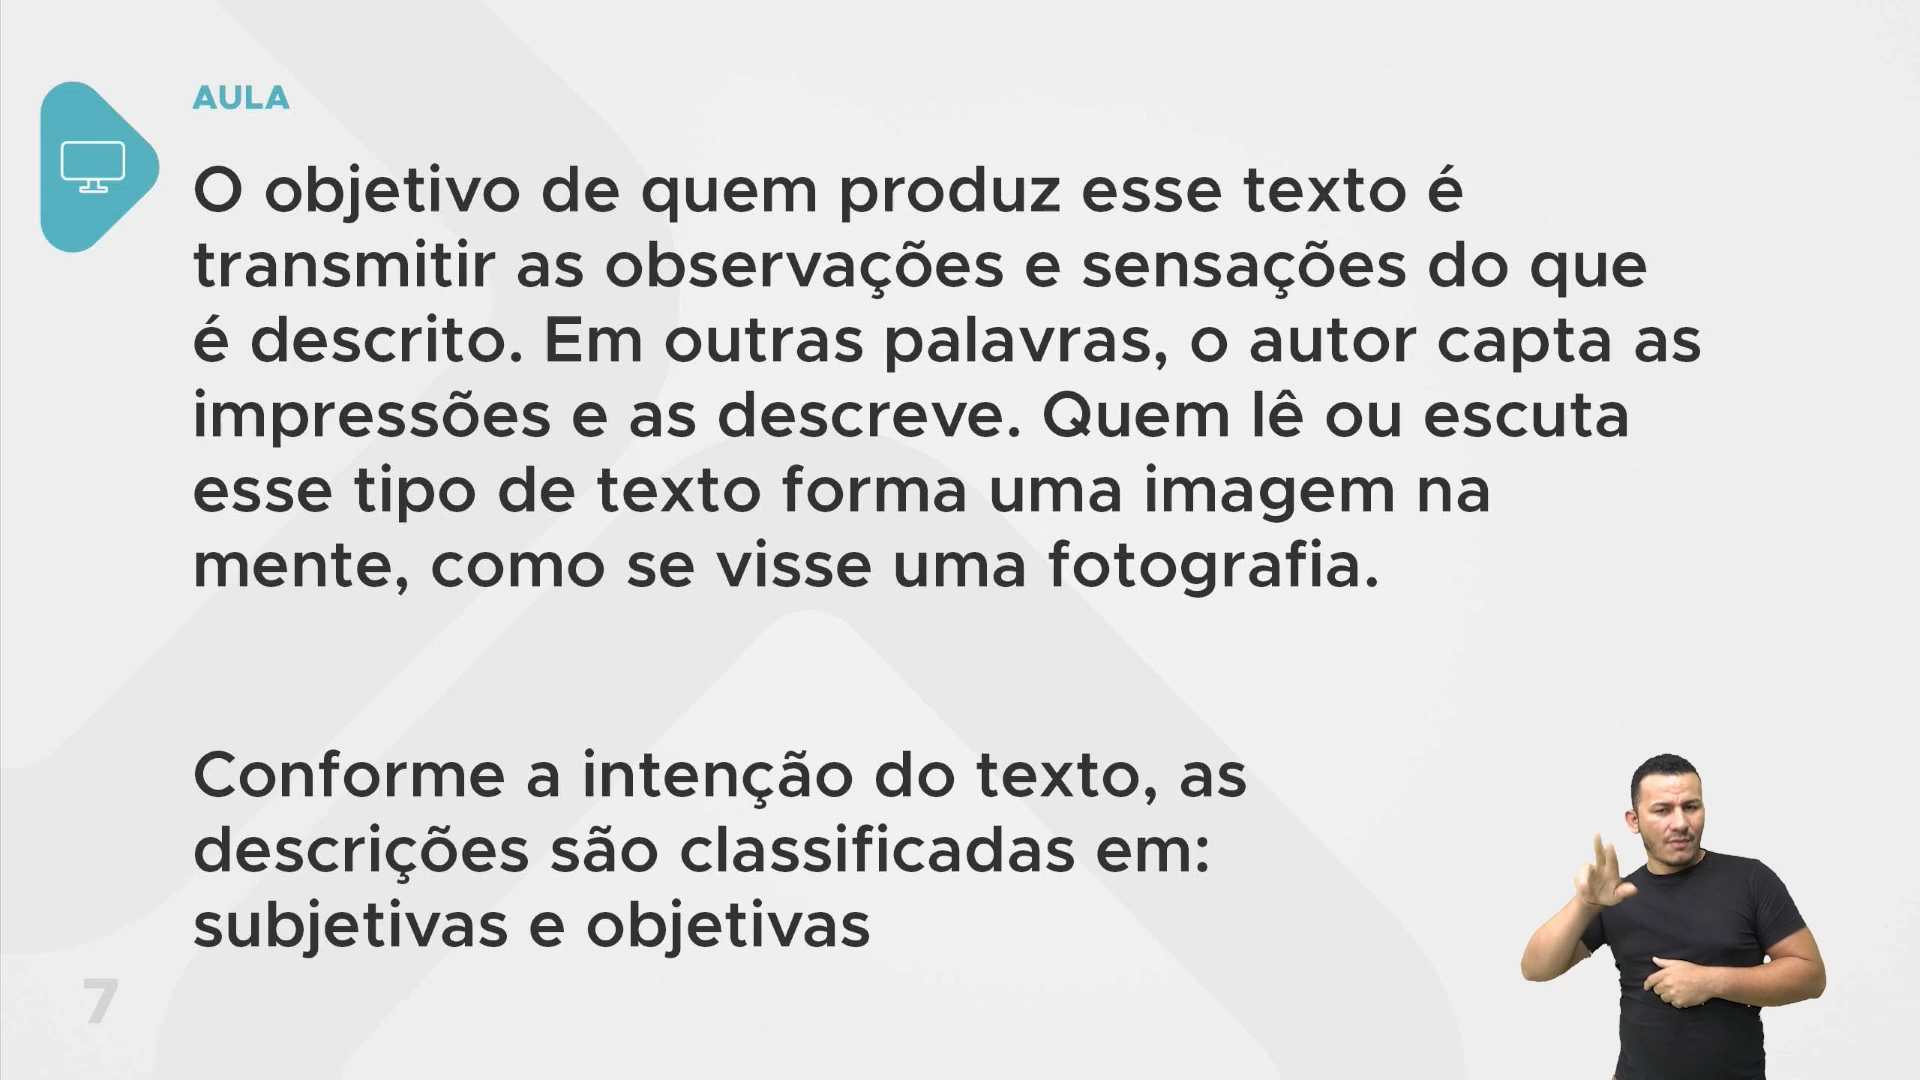 AULA
O objetivo de quem produz esse texto é
transmitir as observações e sensações do que
é descrito. Em outras palavras, o autor capta as
impressões e as descreve. Quem lê ou escuta
esse tipo de texto forma uma imagem na
mente, como se visse uma fotografia.
Conforme a intenção do texto, as
descrições são classificadas em:
subjetivas e objetivas
7